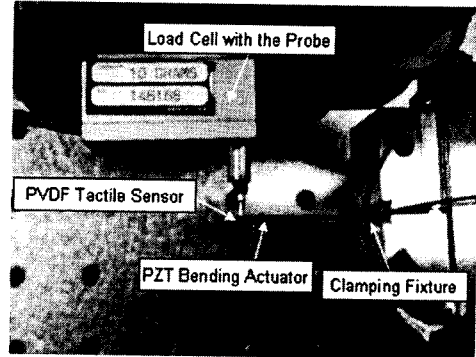 Load Cell with the Probe
10 GRAMS
PVDF Tactile Sensor
PZT Bending Actuator
Clamping Fixture